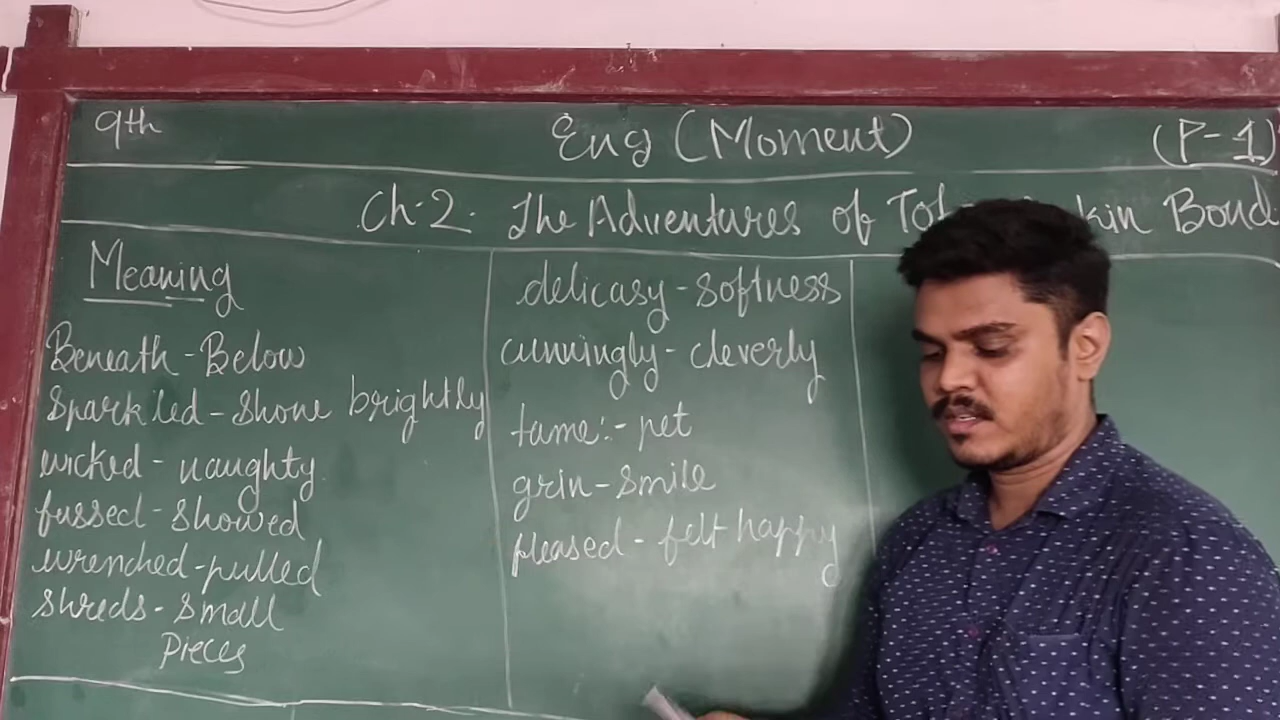 9th
Eng (Moment)
(P-1)
Ch-2. The Adventures of To kin Bond
Meaning
Beneath - Below
Sparkled - Shone brightly
wicked - naughty
fussed - showed
wrenched - pulled
shreds - small
Pieces
delicasy - softness
cunningly - cleverly
tame:- pet
grin - smile
pleased - felt happy